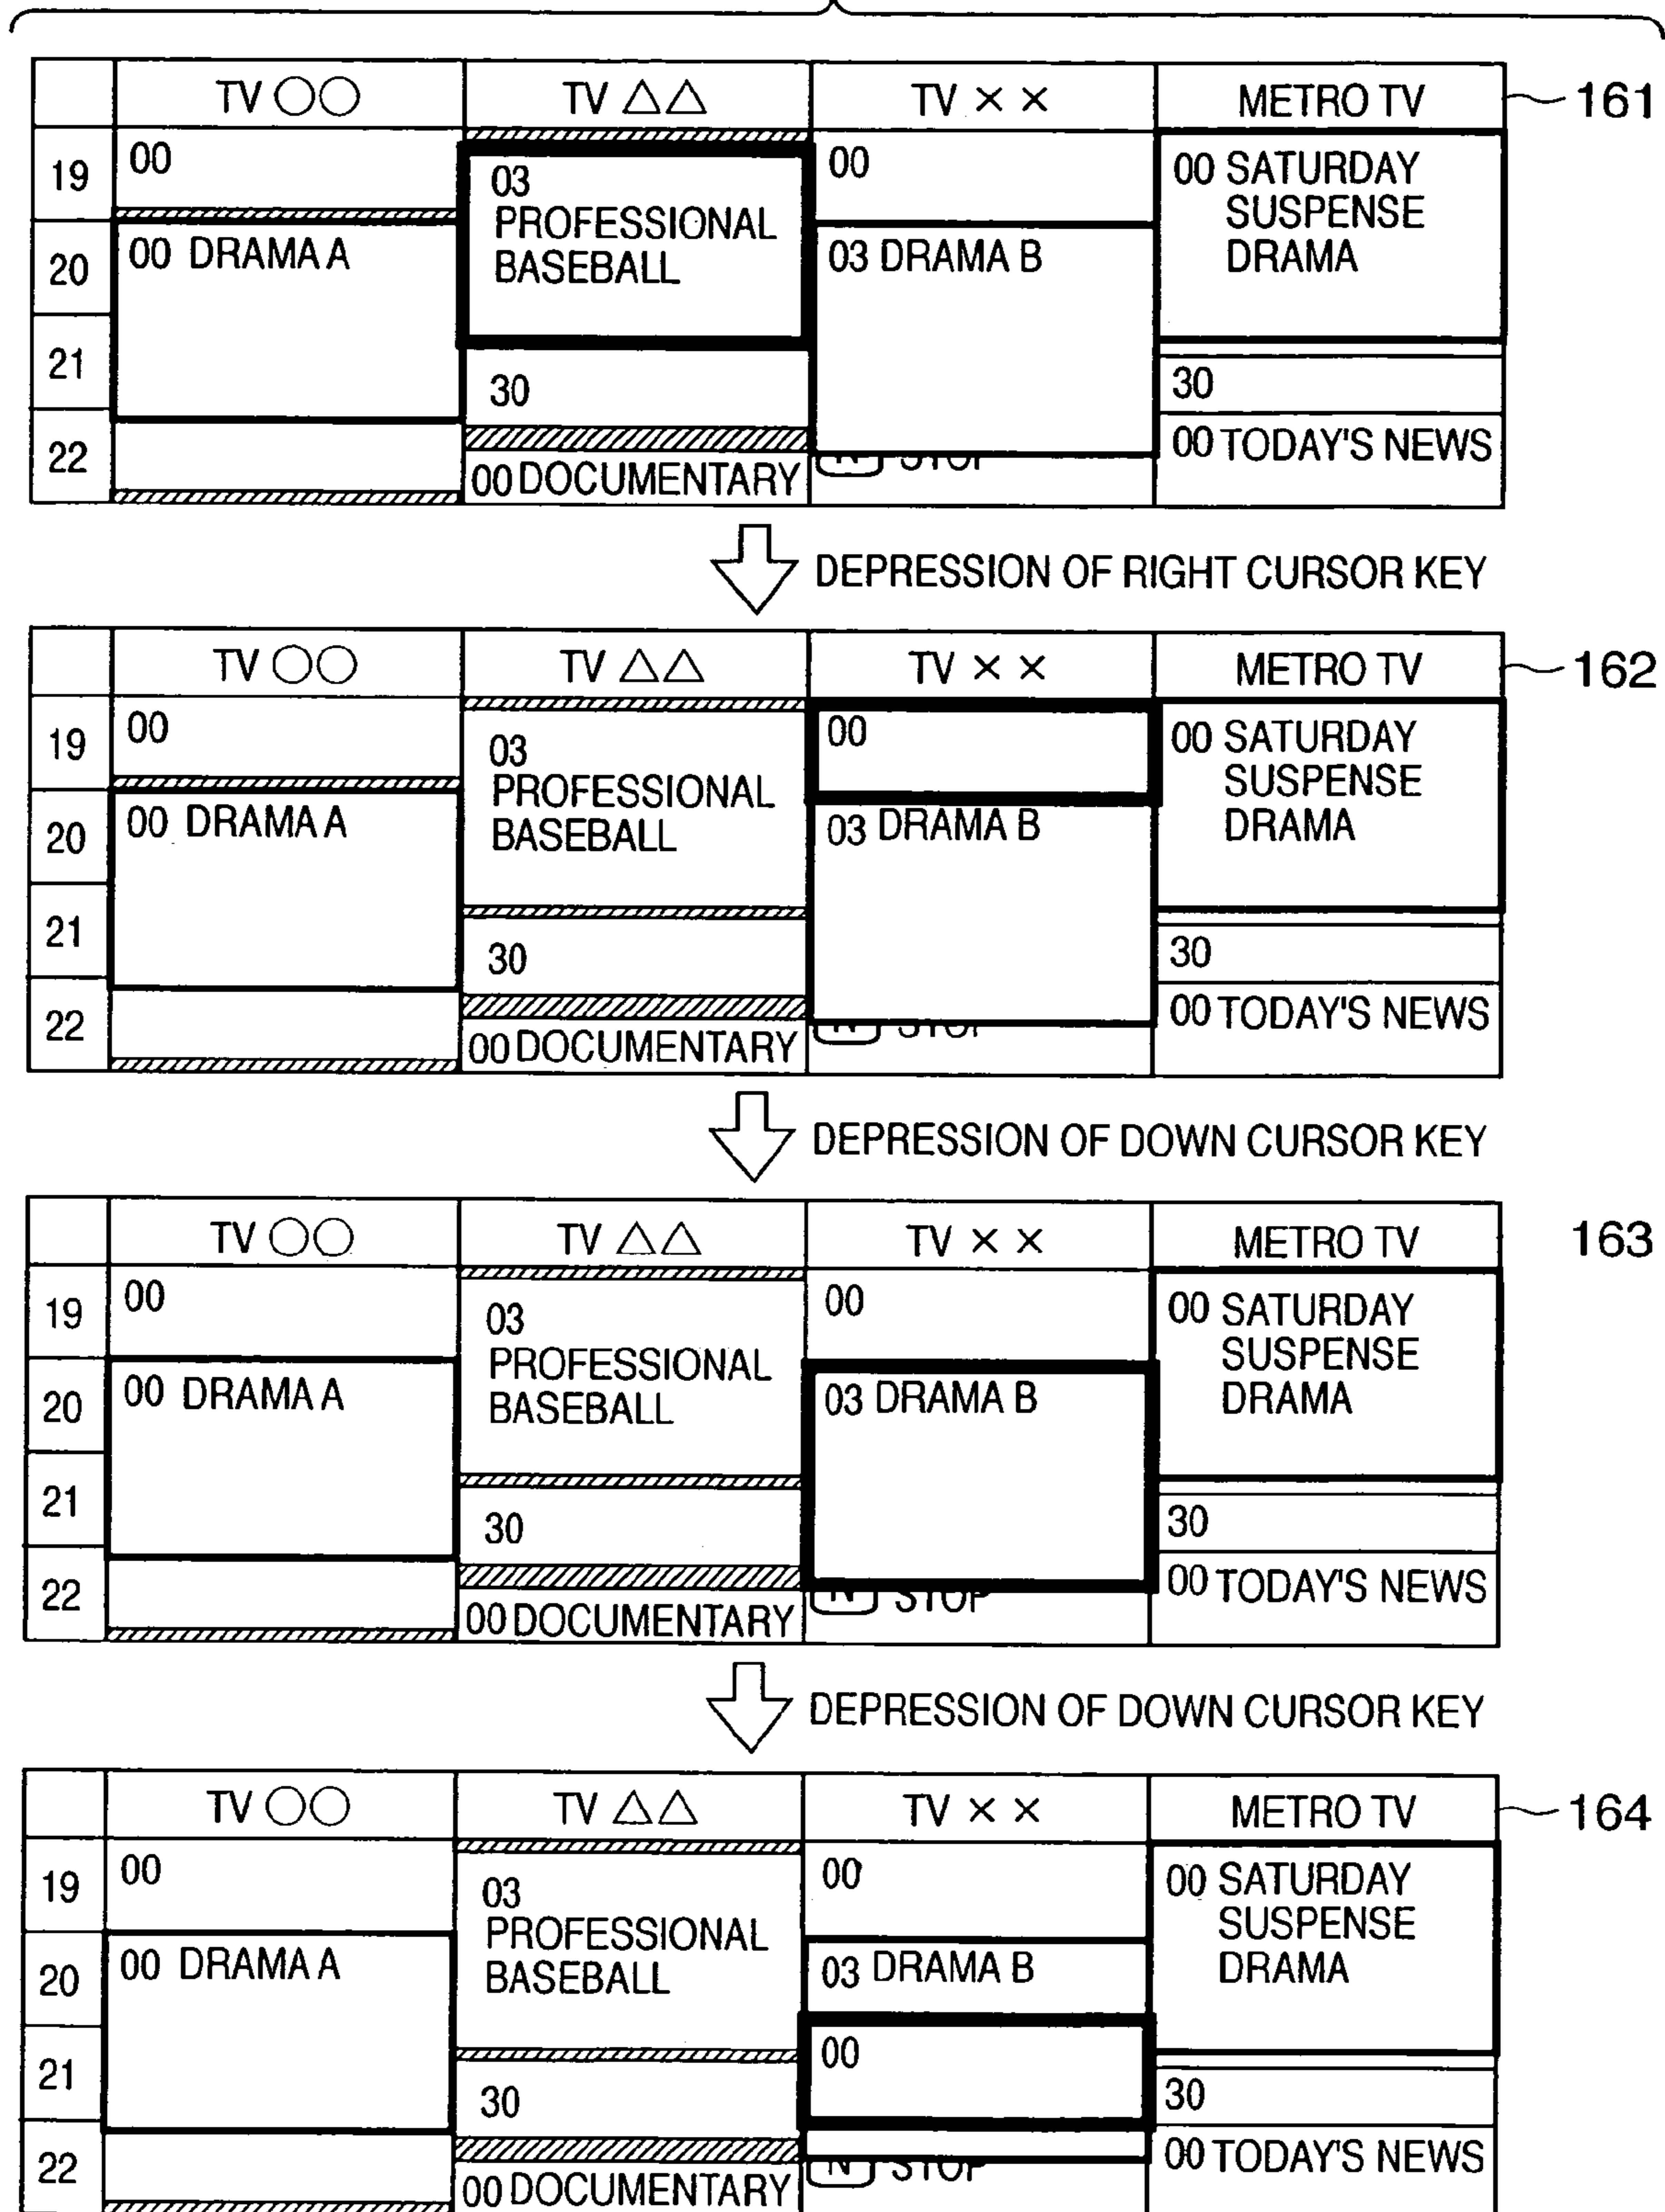 TV ○○ TV △△ TV × × METRO TV 161
19 00 03 PROFESSIONAL BASEBALL 00 00 SATURDAY SUSPENSE DRAMA
20 00 DRAMA A 03 DRAMA B
21 30 30
22 00 DOCUMENTARY N STOP 00 TODAY'S NEWS
DEPRESSION OF RIGHT CURSOR KEY
TV ○○ TV △△ TV × × METRO TV 162
19 00 03 PROFESSIONAL BASEBALL 00 00 SATURDAY SUSPENSE DRAMA
20 00 DRAMA A 03 DRAMA B
21 30 30
22 00 DOCUMENTARY N STOP 00 TODAY'S NEWS
DEPRESSION OF DOWN CURSOR KEY
TV ○○ TV △△ TV × × METRO TV 163
19 00 03 PROFESSIONAL BASEBALL 00 00 SATURDAY SUSPENSE DRAMA
20 00 DRAMA A 03 DRAMA B
21 30 30
22 00 DOCUMENTARY N STOP 00 TODAY'S NEWS
DEPRESSION OF DOWN CURSOR KEY
TV ○○ TV △△ TV × × METRO TV 164
19 00 03 PROFESSIONAL BASEBALL 00 00 SATURDAY SUSPENSE DRAMA
20 00 DRAMA A 03 DRAMA B
21 30 00 30
22 00 DOCUMENTARY N STOP 00 TODAY'S NEWS